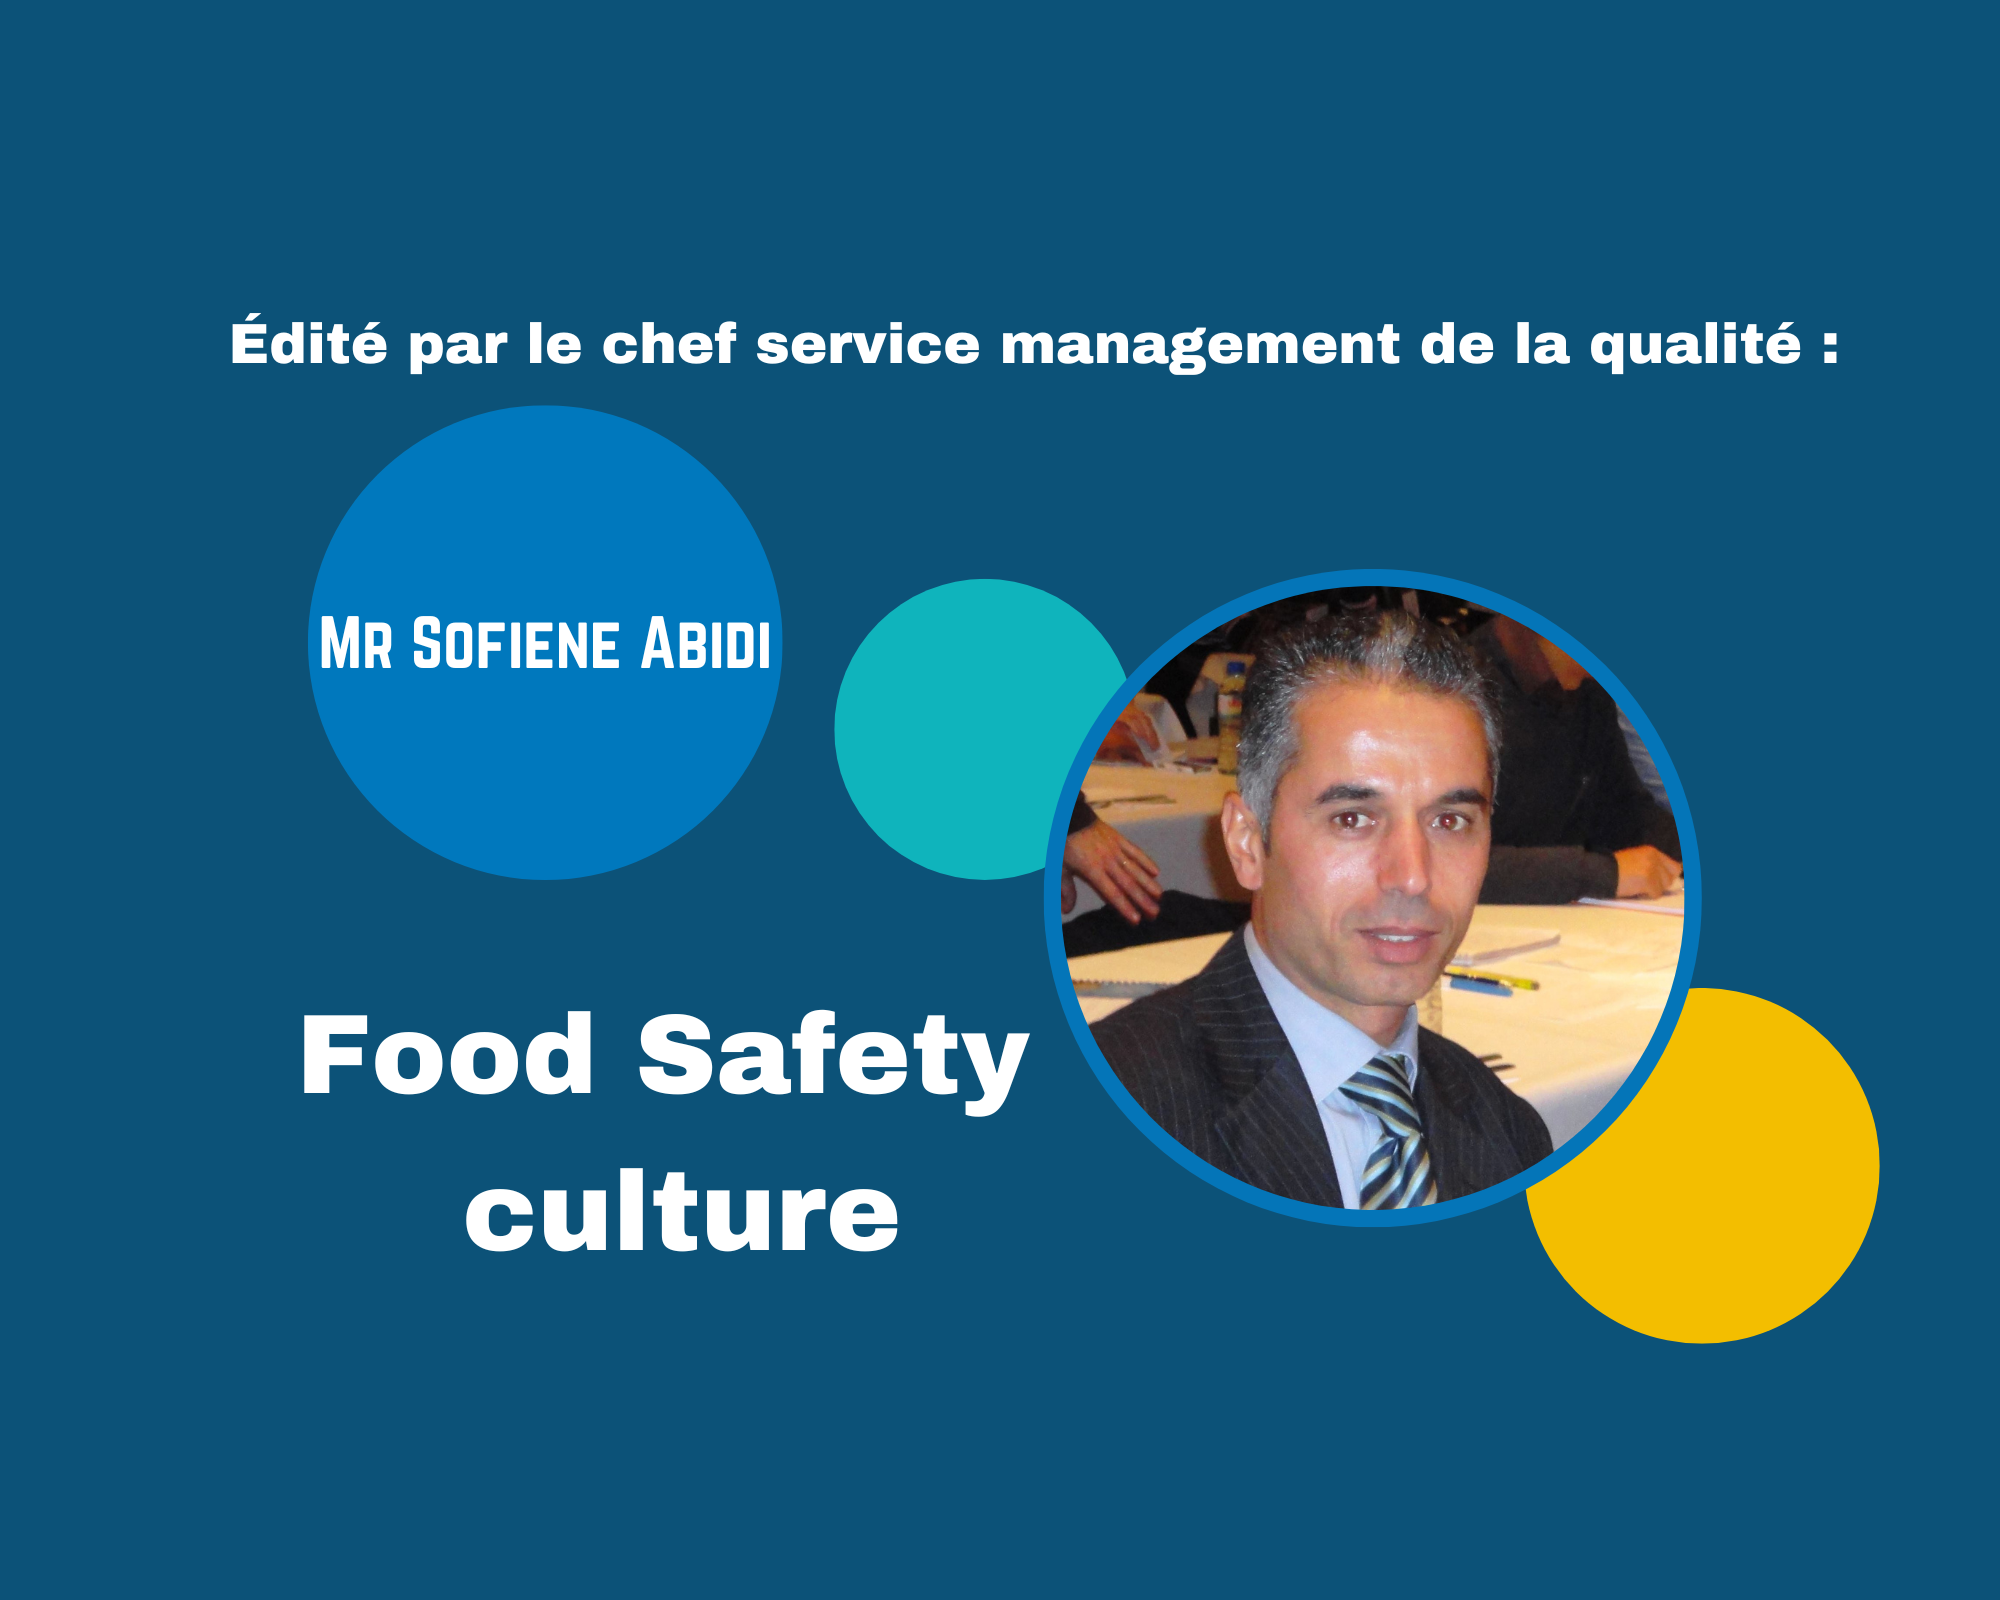 Édité par le chef service management de la qualité :
Mr Sofiene Abidi
Food Safety
culture